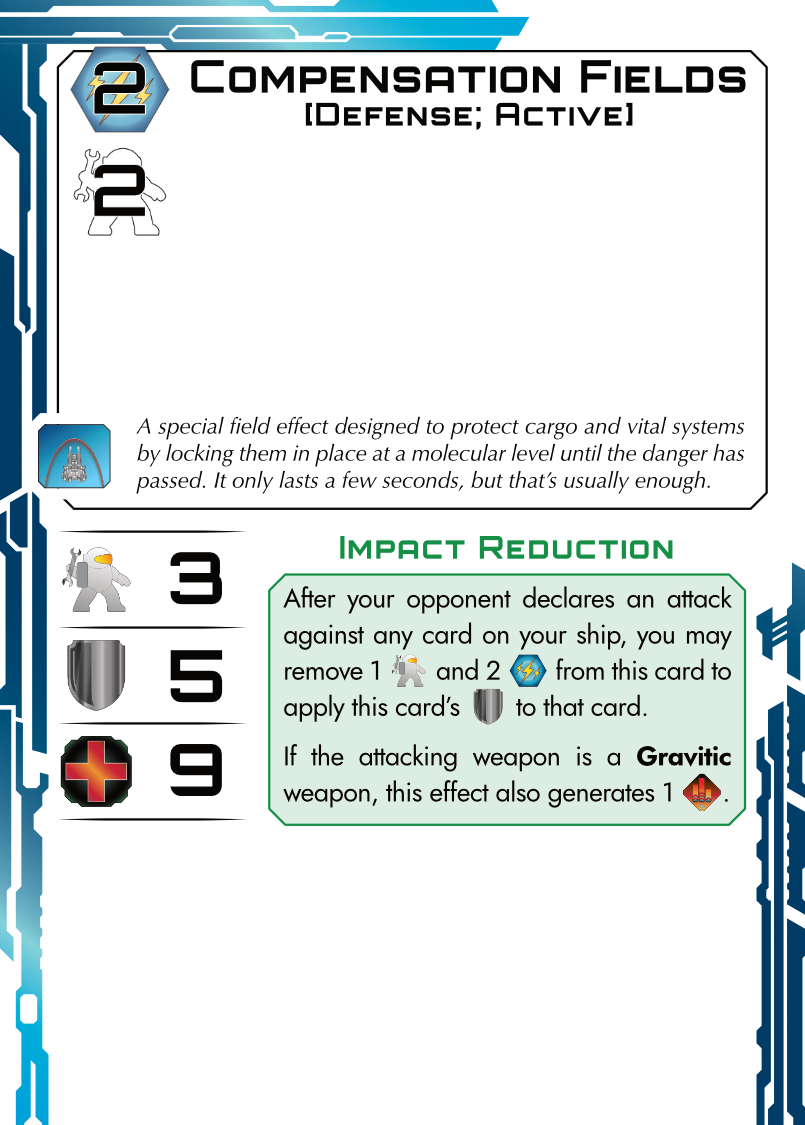 2
COMPENSATION FIELDS
[DEFENSE; ACTIVE]
2
A special field effect designed to protect cargo and vital systems
by locking them in place at a molecular level until the danger has
passed. It only lasts a few seconds, but that's usually enough.
3
5
9
IMPACT REDUCTION
After your opponent declares an attack
against any card on your ship, you may
remove 1 and 2 from this card to
apply this card's to that card.
If the attacking weapon is a Gravitic
weapon, this effect also generates 1 .